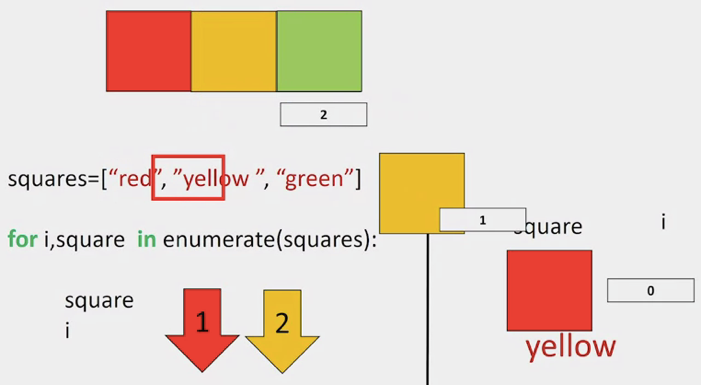 2
squares=["red", "yellow ", "green"]
1
for i,square in enumerate(squares):
square
i
0
square
i
1
2
yellow